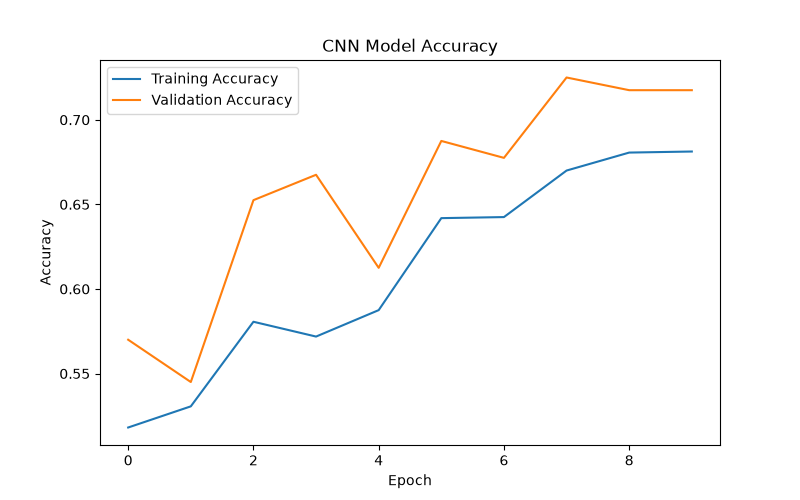 CNN Model Accuracy
Training Accuracy
Validation Accuracy
0.70
0.65
0.60
0.55
Accuracy
0 2 4 6 8
Epoch